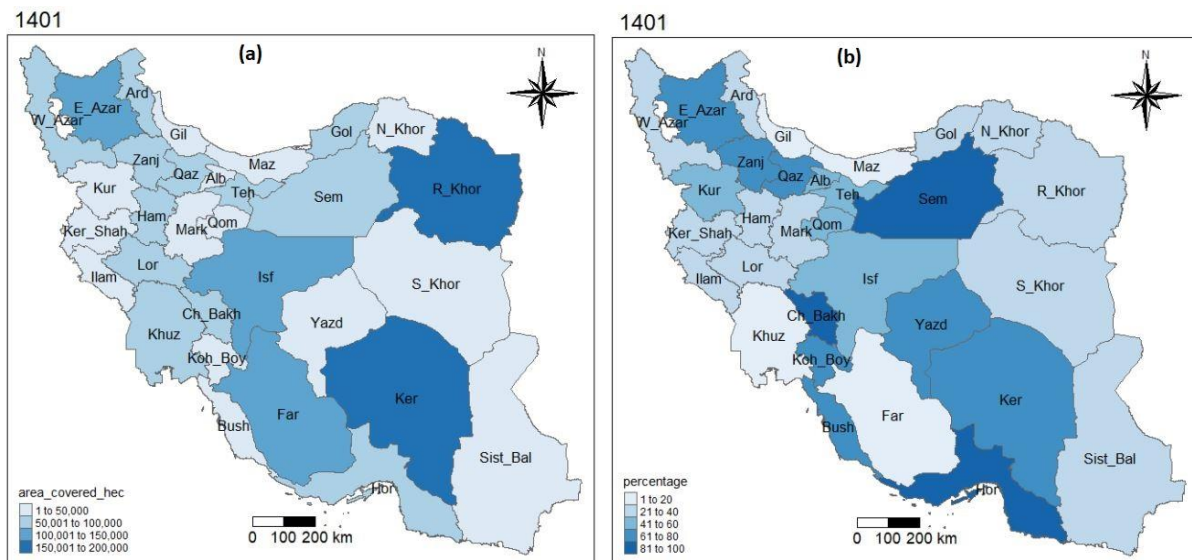 1401
(a)
N
Ard
E_Azar
W_Azar
Gil
Gol
N_Khor
Zanj
Maz
Qaz
Alb
Teh
R_Khor
Kur
Sem
Ham
Qom
Mark
Ker_Shah
Lor
Isf
Ilam
S_Khor
Ch_Bakh
Yazd
Khuz
Koh_Boy
Ker
Far
Bush
Sist_Bal
Hor
area_covered_hec
1 to 50,000
50,001 to 100,000
100,001 to 150,000
150,001 to 200,000
0 100 200 km
1401
(b)
N
Ard
E_Azar
W_Azar
Gil
Gol
N_Khor
Zanj
Maz
Qaz
Alb
Teh
R_Khor
Kur
Sem
Ham
Qom
Mark
Ker_Shah
Lor
Isf
Ilam
S_Khor
Ch_Bakh
Yazd
Khuz
Koh_Boy
Ker
Far
Bush
Sist_Bal
Hor
percentage
1 to 20
21 to 40
41 to 60
61 to 80
81 to 100
0 100 200 km